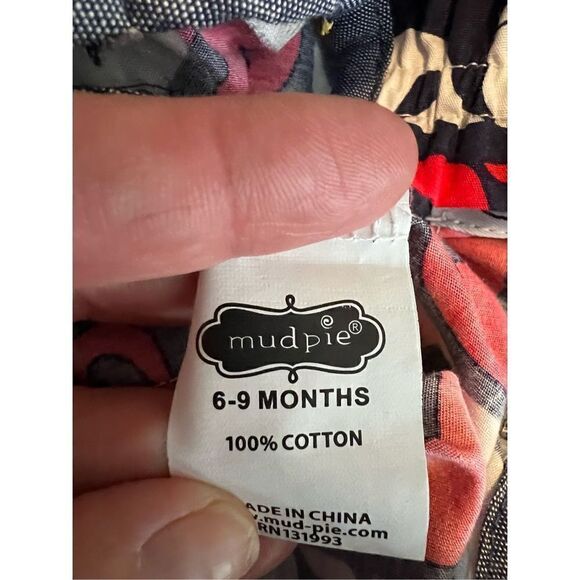 mudpie®
6-9 MONTHS
100% COTTON
ADE IN CHINA
w.mud-pie.com
RN131993